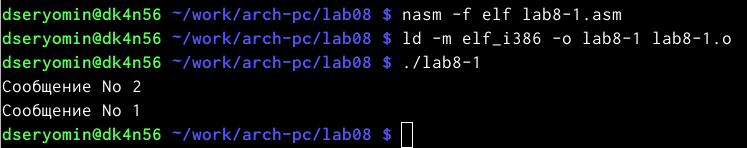 dseryomin@dk4n56 ~/work/arch-pc/lab08 $ nasm -f elf lab8-1.asm
dseryomin@dk4n56 ~/work/arch-pc/lab08 $ ld -m elf_i386 -o lab8-1 lab8-1.o
dseryomin@dk4n56 ~/work/arch-pc/lab08 $ ./lab8-1
Сообщение No 2
Сообщение No 1
dseryomin@dk4n56 ~/work/arch-pc/lab08 $